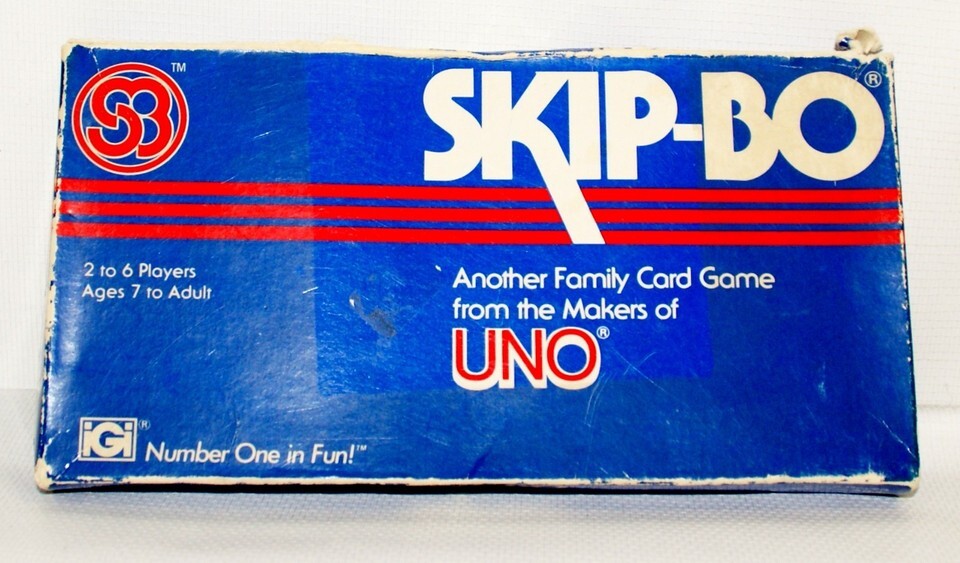 SB™
SKIP-BO®
2 to 6 Players
Ages 7 to Adult
Another Family Card Game
from the Makers of
UNO®
iGi® Number One in Fun!™